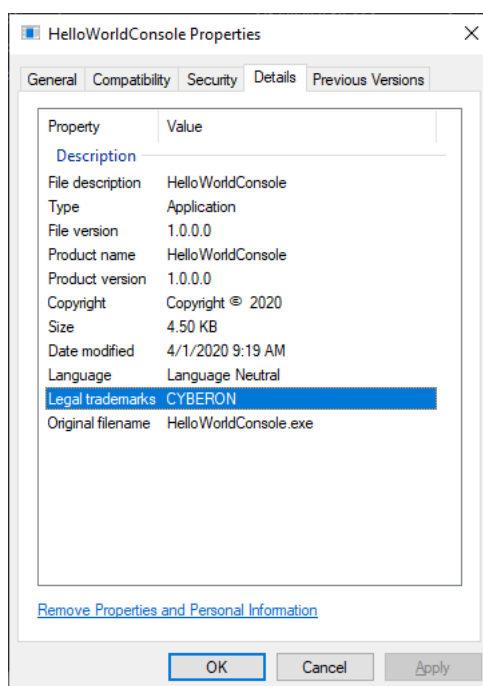 HelloWorldConsole Properties
General Compatibility Security Details Previous Versions
Property Value
Description
File description HelloWorldConsole
Type Application
File version 1.0.0.0
Product name HelloWorldConsole
Product version 1.0.0.0
Copyright Copyright © 2020
Size 4.50 KB
Date modified 4/1/2020 9:19 AM
Language Language Neutral
Legal trademarks CYBERON
Original filename HelloWorldConsole.exe
Remove Properties and Personal Information
OK Cancel Apply